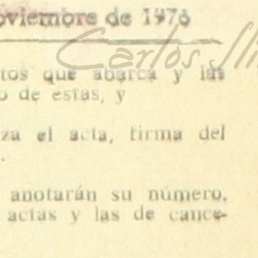 oviembre de 1976
Carlos
tos que abarca y las
o de estas, y
za el acta, firma del
anotarán su número,
actas y las de cance-